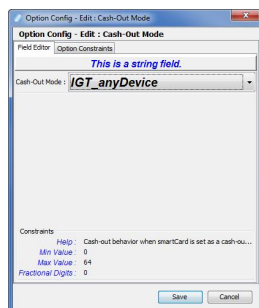 Option Config - Edit : Cash-Out Mode
Option Config - Edit : Cash-Out Mode
Field Editor Option Constraints
This is a string field.
Cash-Out Mode : IGT_anyDevice
Constraints
Help : Cash-out behavior when smartCard is set as a cash-ou...
Min Value : 0
Max Value : 64
Fractional Digits : 0
Save Cancel